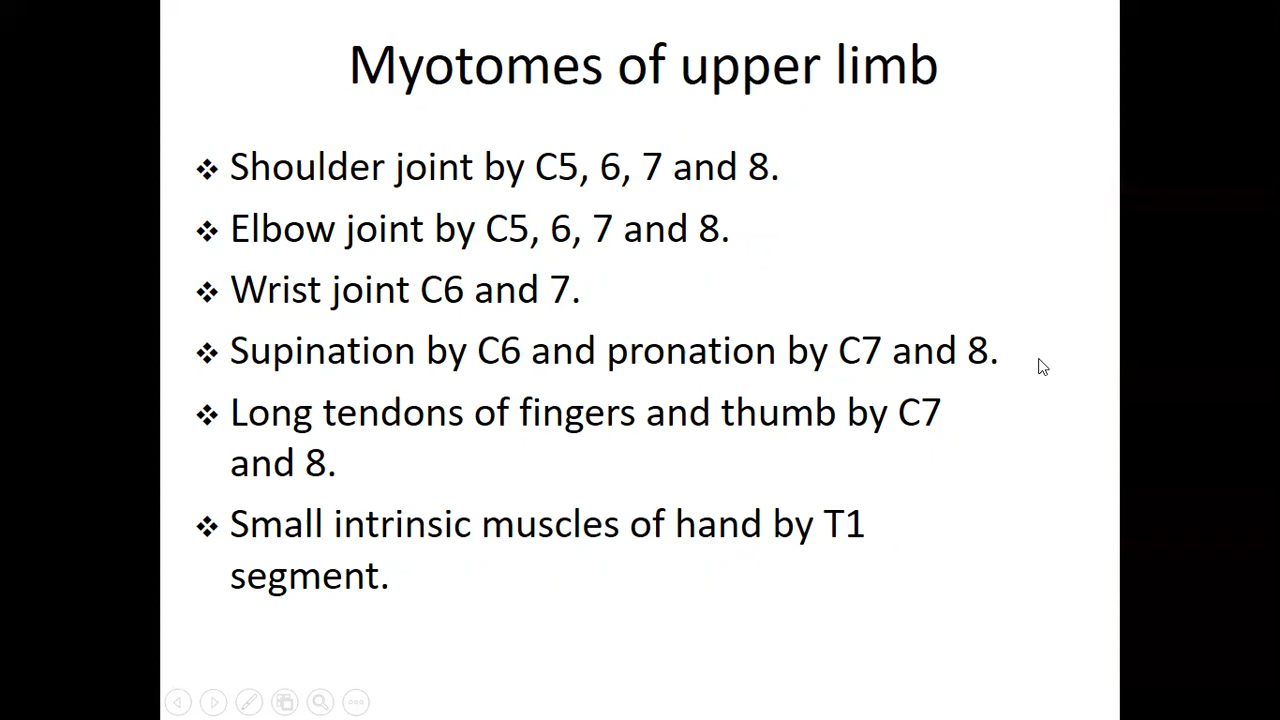 Myotomes of upper limb
❖ Shoulder joint by C5, 6, 7 and 8.
❖ Elbow joint by C5, 6, 7 and 8.
❖ Wrist joint C6 and 7.
❖ Supination by C6 and pronation by C7 and 8.
❖ Long tendons of fingers and thumb by C7
and 8.
❖ Small intrinsic muscles of hand by T1
segment.